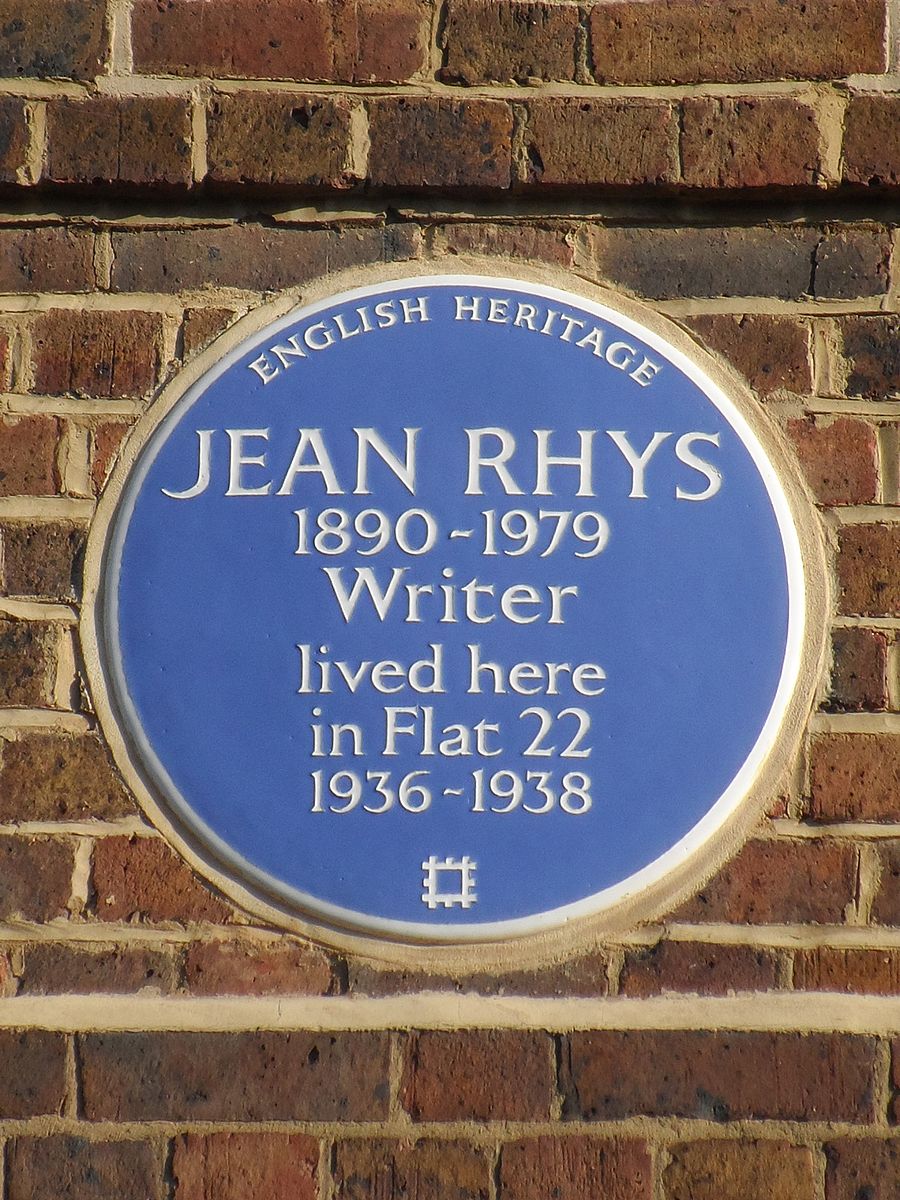 ENGLISH HERITAGE
JEAN RHYS
1890-1979
Writer
lived here
in Flat 22
1936-1938